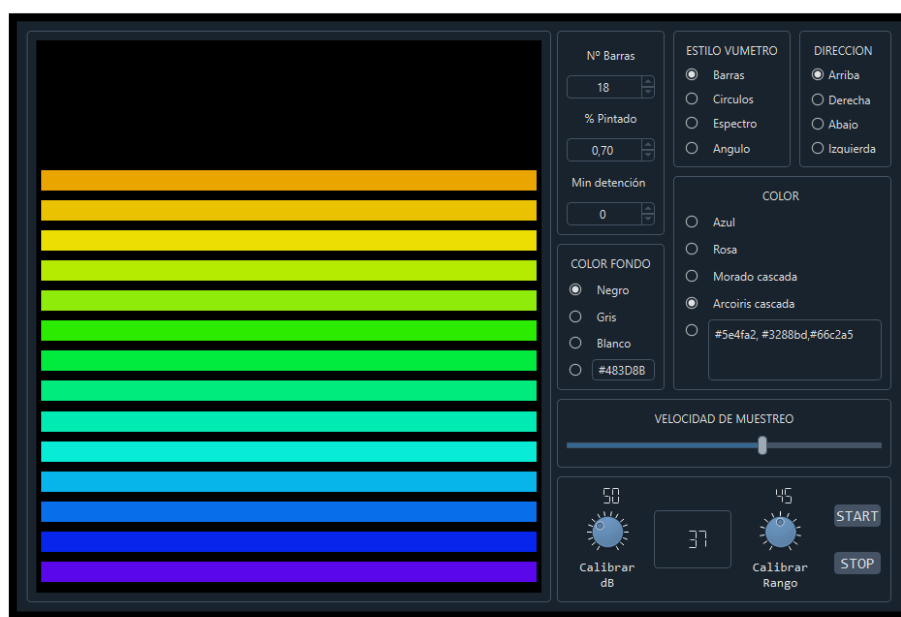 Nº Barras
18
% Pintado
0,70
Min detención
0
ESTILO VUMETRO
Barras
Circulos
Espectro
Angulo
DIRECCION
Arriba
Derecha
Abajo
Izquierda
COLOR FONDO
Negro
Gris
Blanco
#483D8B
COLOR
Azul
Rosa
Morado cascada
Arcoiris cascada
#5e4fa2, #3288bd,#66c2a5
VELOCIDAD DE MUESTREO
50
Calibrar
dB
37
45
Calibrar
Rango
START
STOP